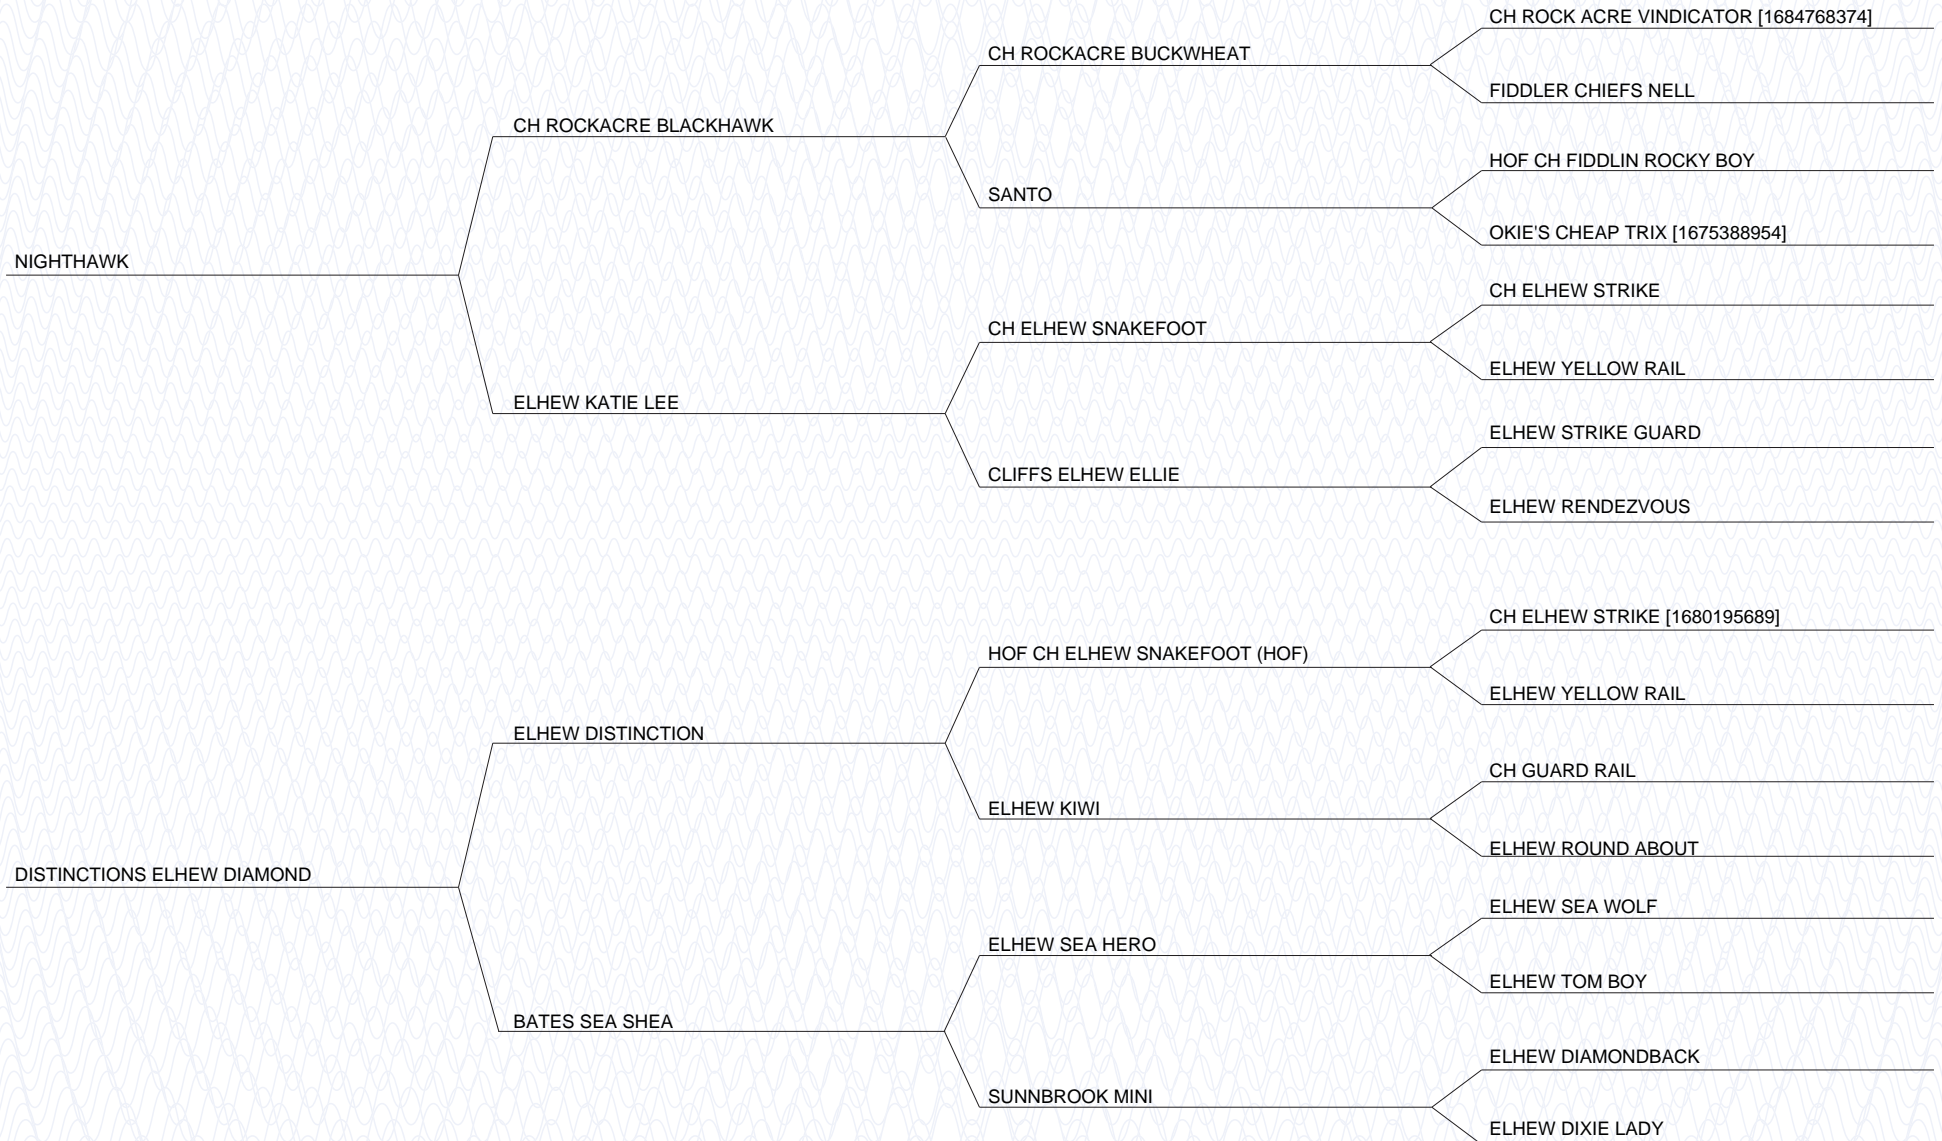 CH ROCK ACRE VINDICATOR [1684768374]
CH ROCKACRE BUCKWHEAT
FIDDLER CHIEFS NELL
CH ROCKACRE BLACKHAWK
HOF CH FIDDLIN ROCKY BOY
SANTO
OKIE'S CHEAP TRIX [1675388954]
NIGHTHAWK
CH ELHEW STRIKE
CH ELHEW SNAKEFOOT
ELHEW YELLOW RAIL
ELHEW KATIE LEE
ELHEW STRIKE GUARD
CLIFFS ELHEW ELLIE
ELHEW RENDEZVOUS
CH ELHEW STRIKE [1680195689]
HOF CH ELHEW SNAKEFOOT (HOF)
ELHEW YELLOW RAIL
ELHEW DISTINCTION
CH GUARD RAIL
ELHEW KIWI
ELHEW ROUND ABOUT
DISTINCTIONS ELHEW DIAMOND
ELHEW SEA WOLF
ELHEW SEA HERO
ELHEW TOM BOY
BATES SEA SHEA
ELHEW DIAMONDBACK
SUNNBROOK MINI
ELHEW DIXIE LADY